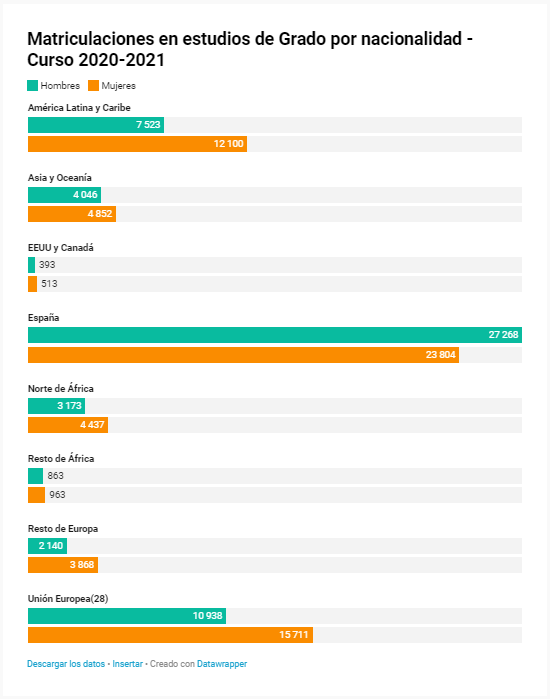 Matriculaciones en estudios de Grado por nacionalidad -
Curso 2020-2021
Hombres Mujeres
América Latina y Caribe
7 523
12 100
Asia y Oceanía
4 046
4 852
EEUU y Canadá
393
513
España
27 268
23 804
Norte de África
3 173
4 437
Resto de África
863
963
Resto de Europa
2 140
3 868
Unión Europea(28)
10 938
15 711
Descargar los datos • Insertar • Creado con Datawrapper